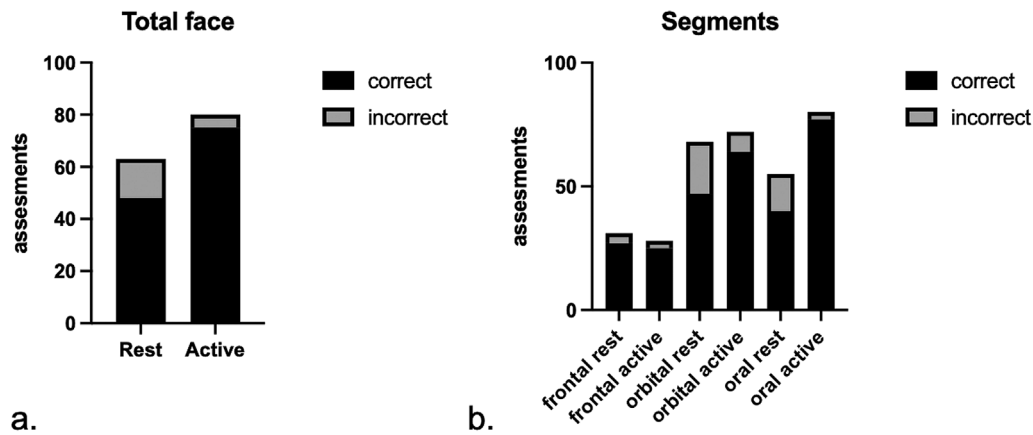 Total face
100
80
60
40
20
0
assesments
Rest Active
correct
incorrect
a.
Segments
100
50
0
assesments
frontal rest
frontal active
orbital rest
orbital active
oral rest
oral active
correct
incorrect
b.